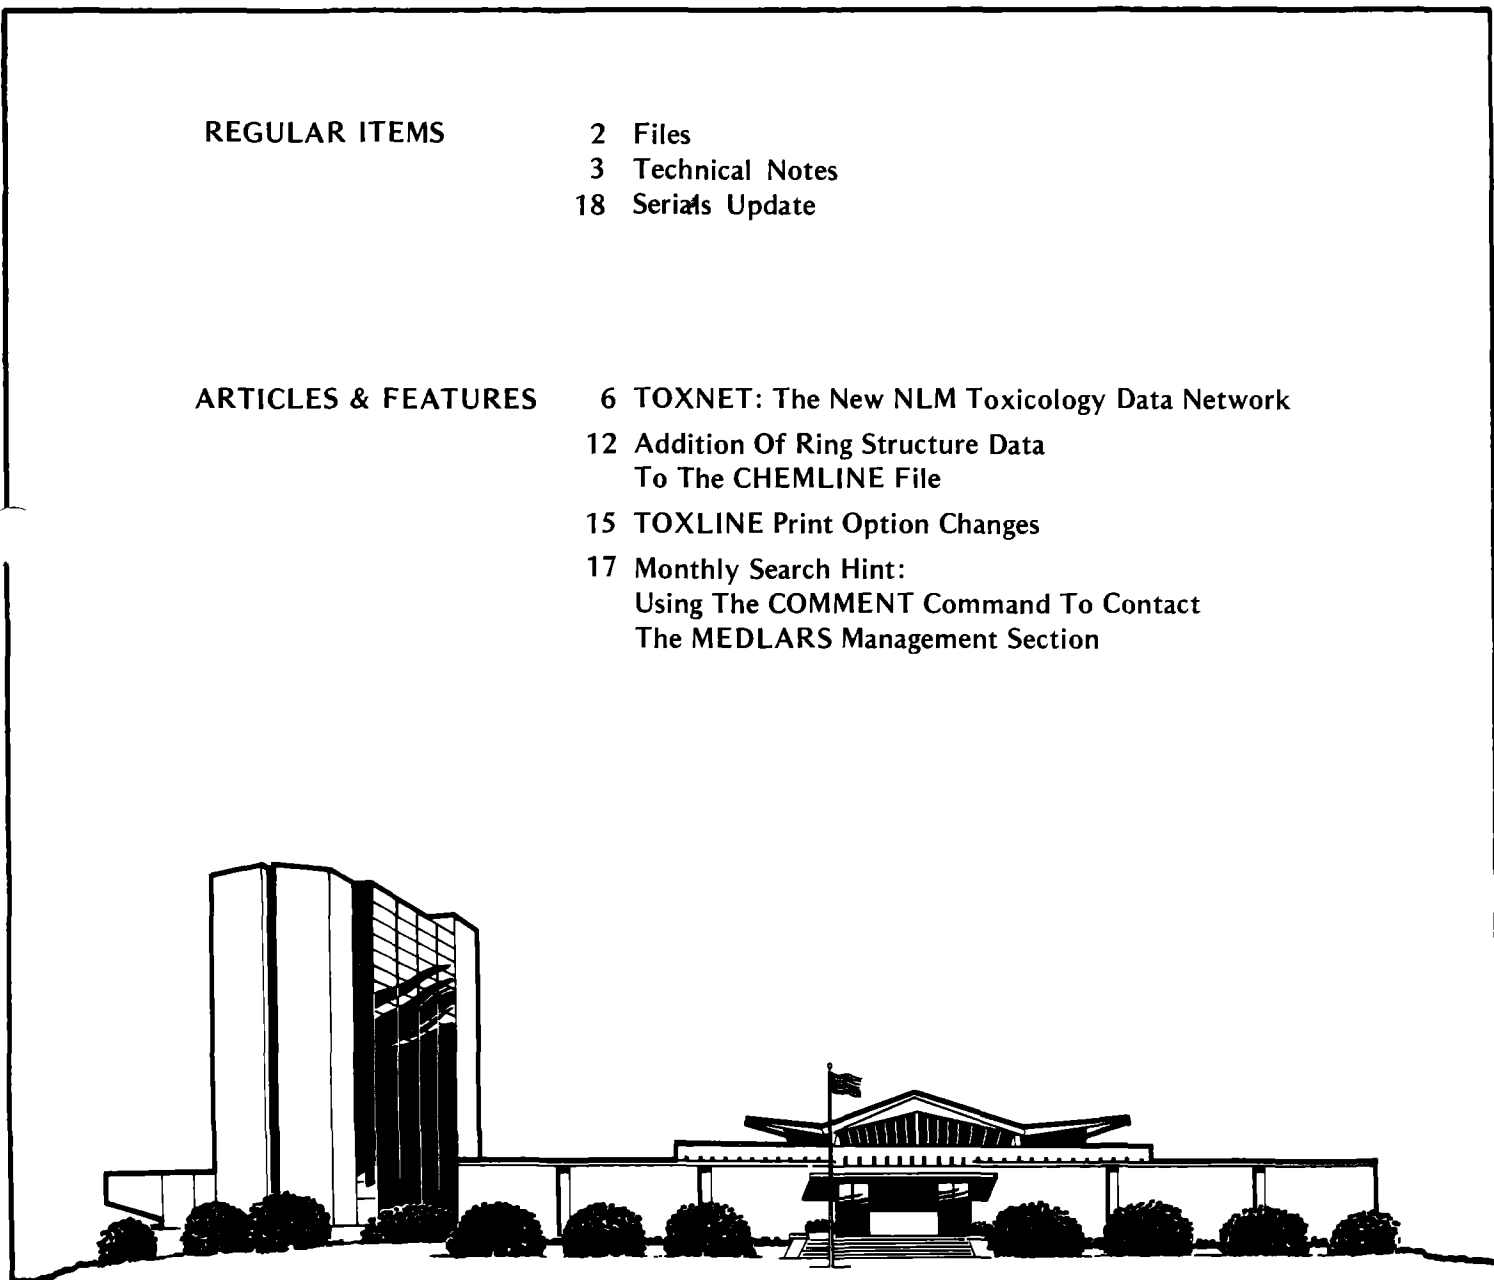 REGULAR ITEMS
2 Files
3 Technical Notes
18 Serials Update
ARTICLES & FEATURES
6 TOXNET: The New NLM Toxicology Data Network
12 Addition Of Ring Structure Data
To The CHEMLINE File
15 TOXLINE Print Option Changes
17 Monthly Search Hint:
Using The COMMENT Command To Contact
The MEDLARS Management Section